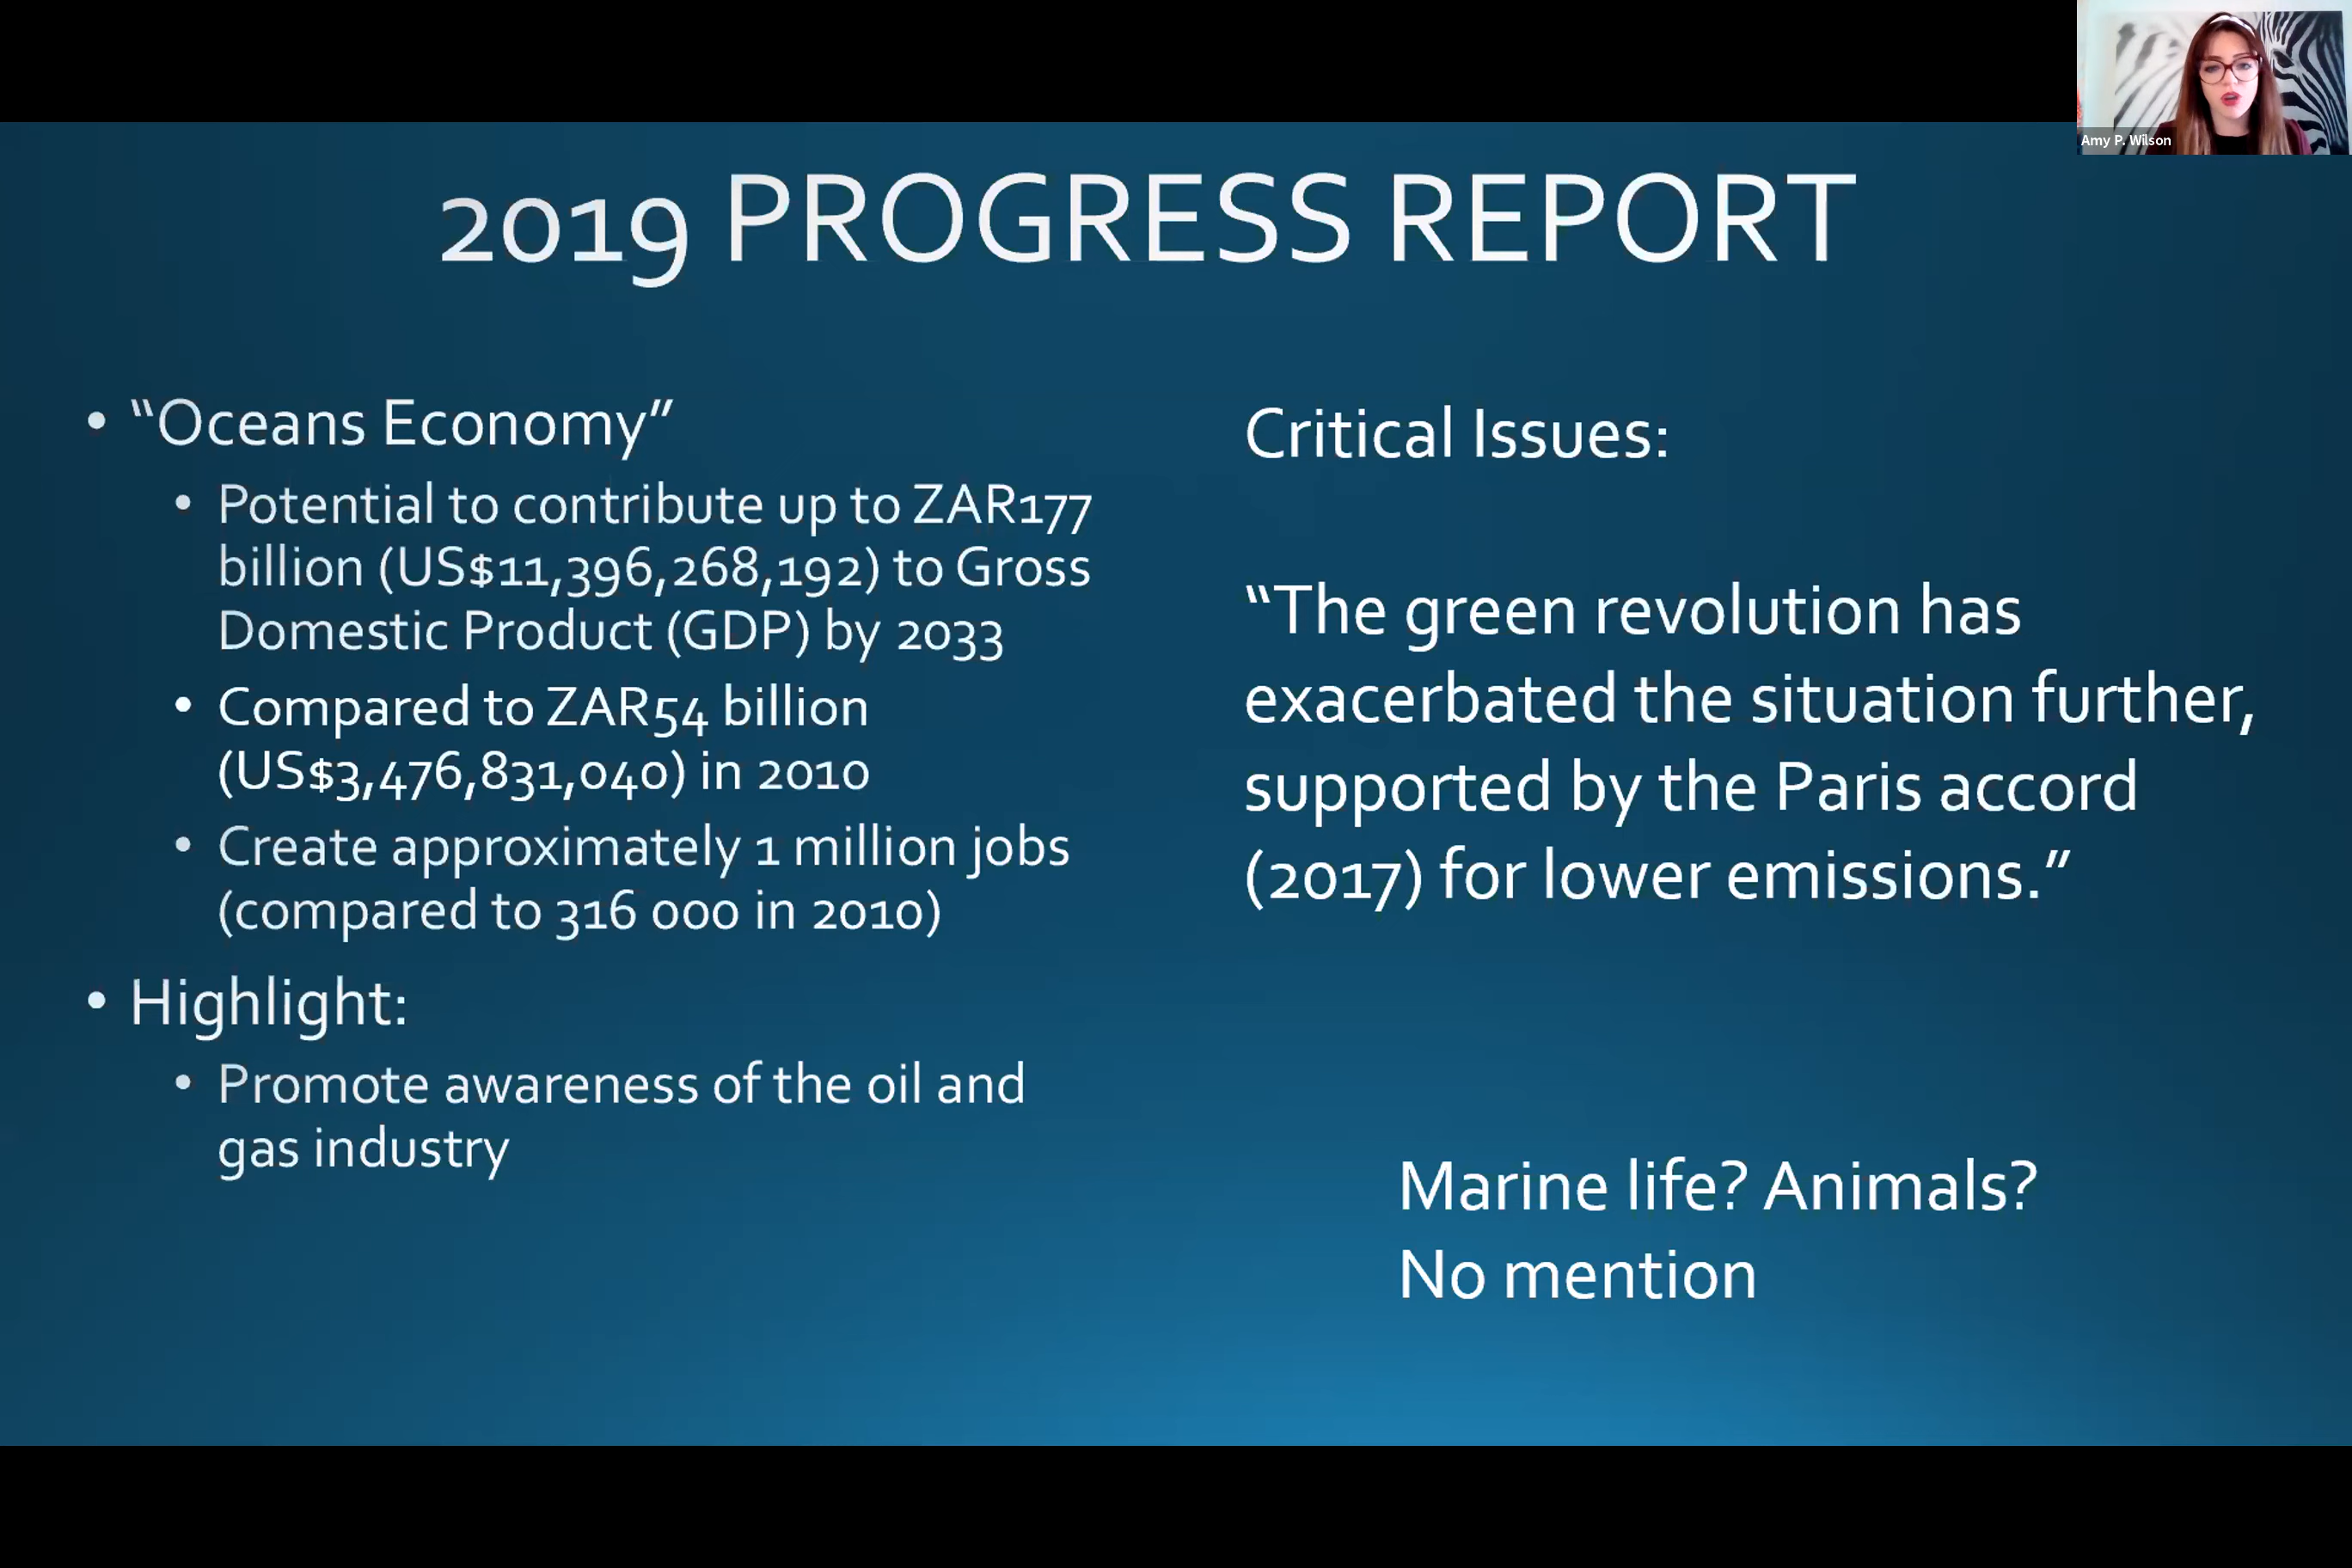 Amy P. Wilson
2019 PROGRESS REPORT
• “Oceans Economy”
• Potential to contribute up to ZAR177
billion (US$11,396,268,192) to Gross
Domestic Product (GDP) by 2033
• Compared to ZAR54 billion
(US$3,476,831,040) in 2010
• Create approximately 1 million jobs
(compared to 316 000 in 2010)
• Highlight:
• Promote awareness of the oil and
gas industry
Critical Issues:
“The green revolution has
exacerbated the situation further,
supported by the Paris accord
(2017) for lower emissions.”
Marine life? Animals?
No mention